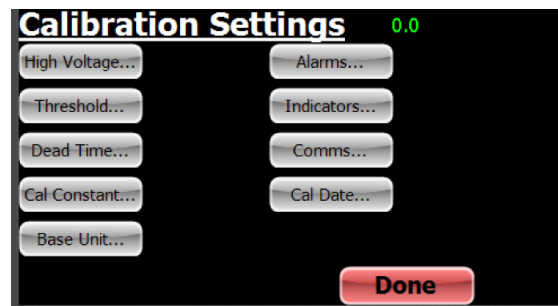 Calibration Settings 0.0
High Voltage... Alarms...
Threshold... Indicators...
Dead Time... Comms...
Cal Constant... Cal Date...
Base Unit...
Done